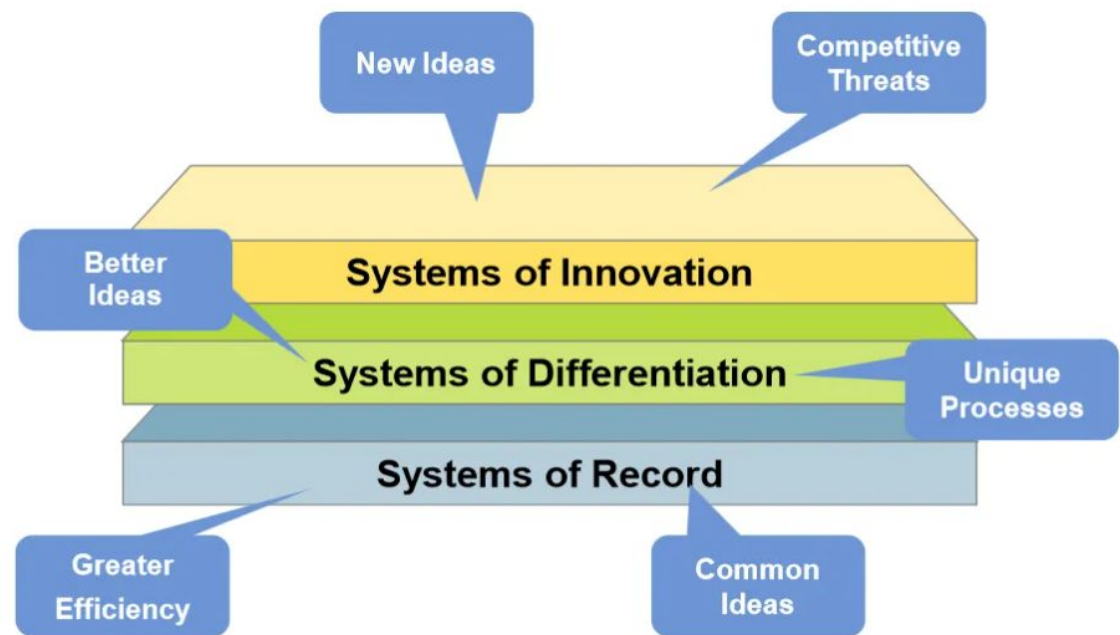 New Ideas
Competitive
Threats
Systems of Innovation
Better
Ideas
Systems of Differentiation
Unique
Processes
Systems of Record
Greater
Efficiency
Common
Ideas